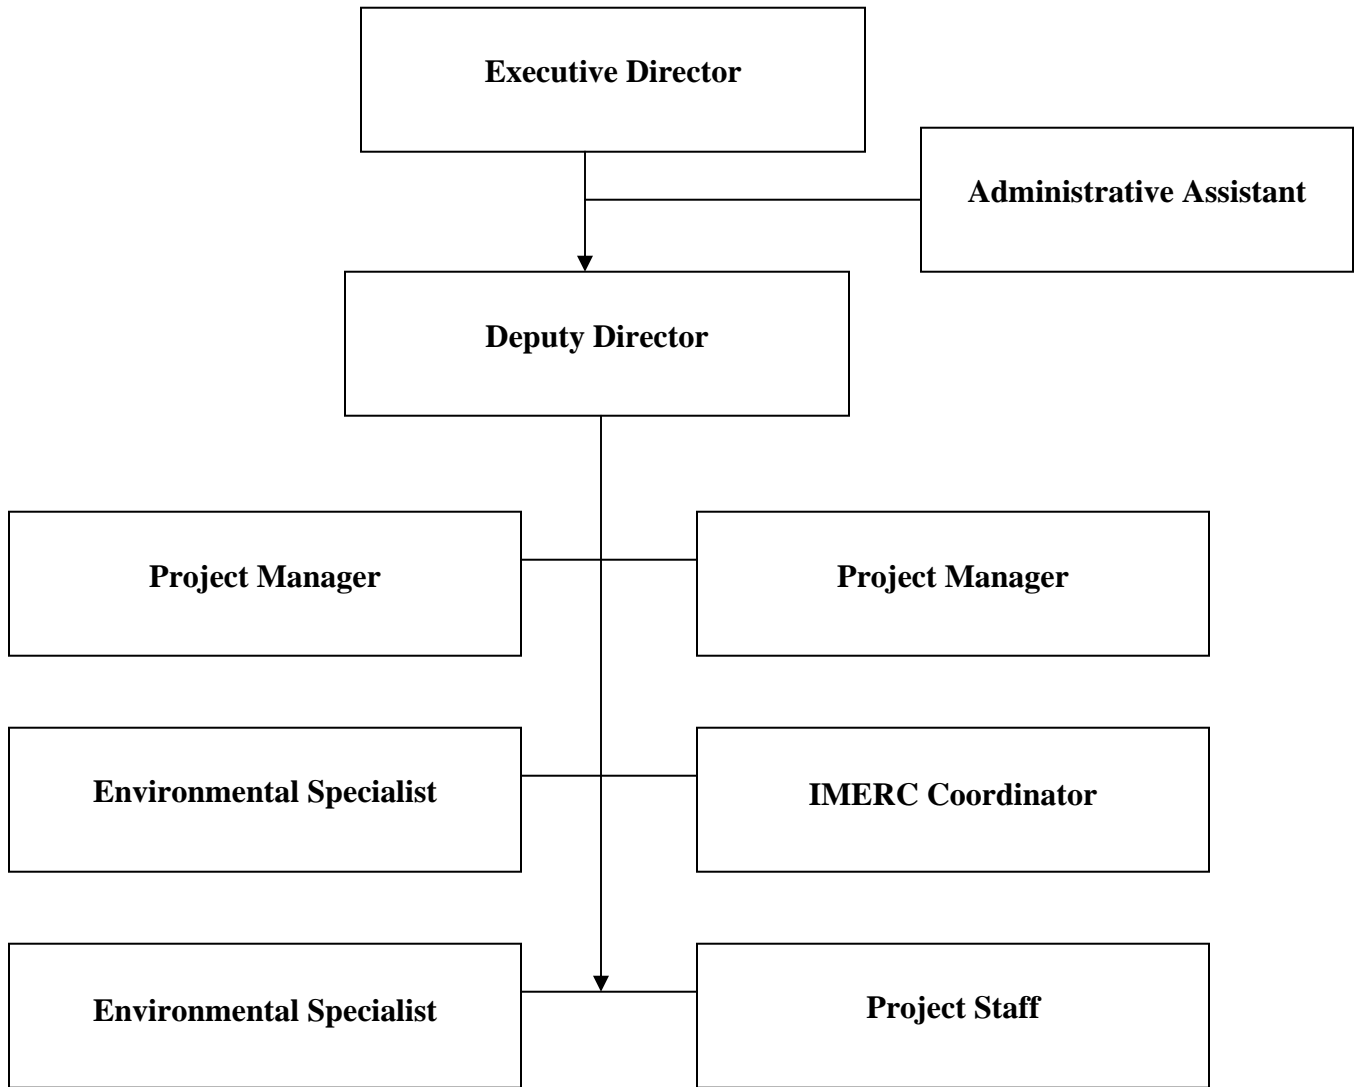 Executive Director
Administrative Assistant
Deputy Director
Project Manager
Project Manager
Environmental Specialist
IMERC Coordinator
Environmental Specialist
Project Staff